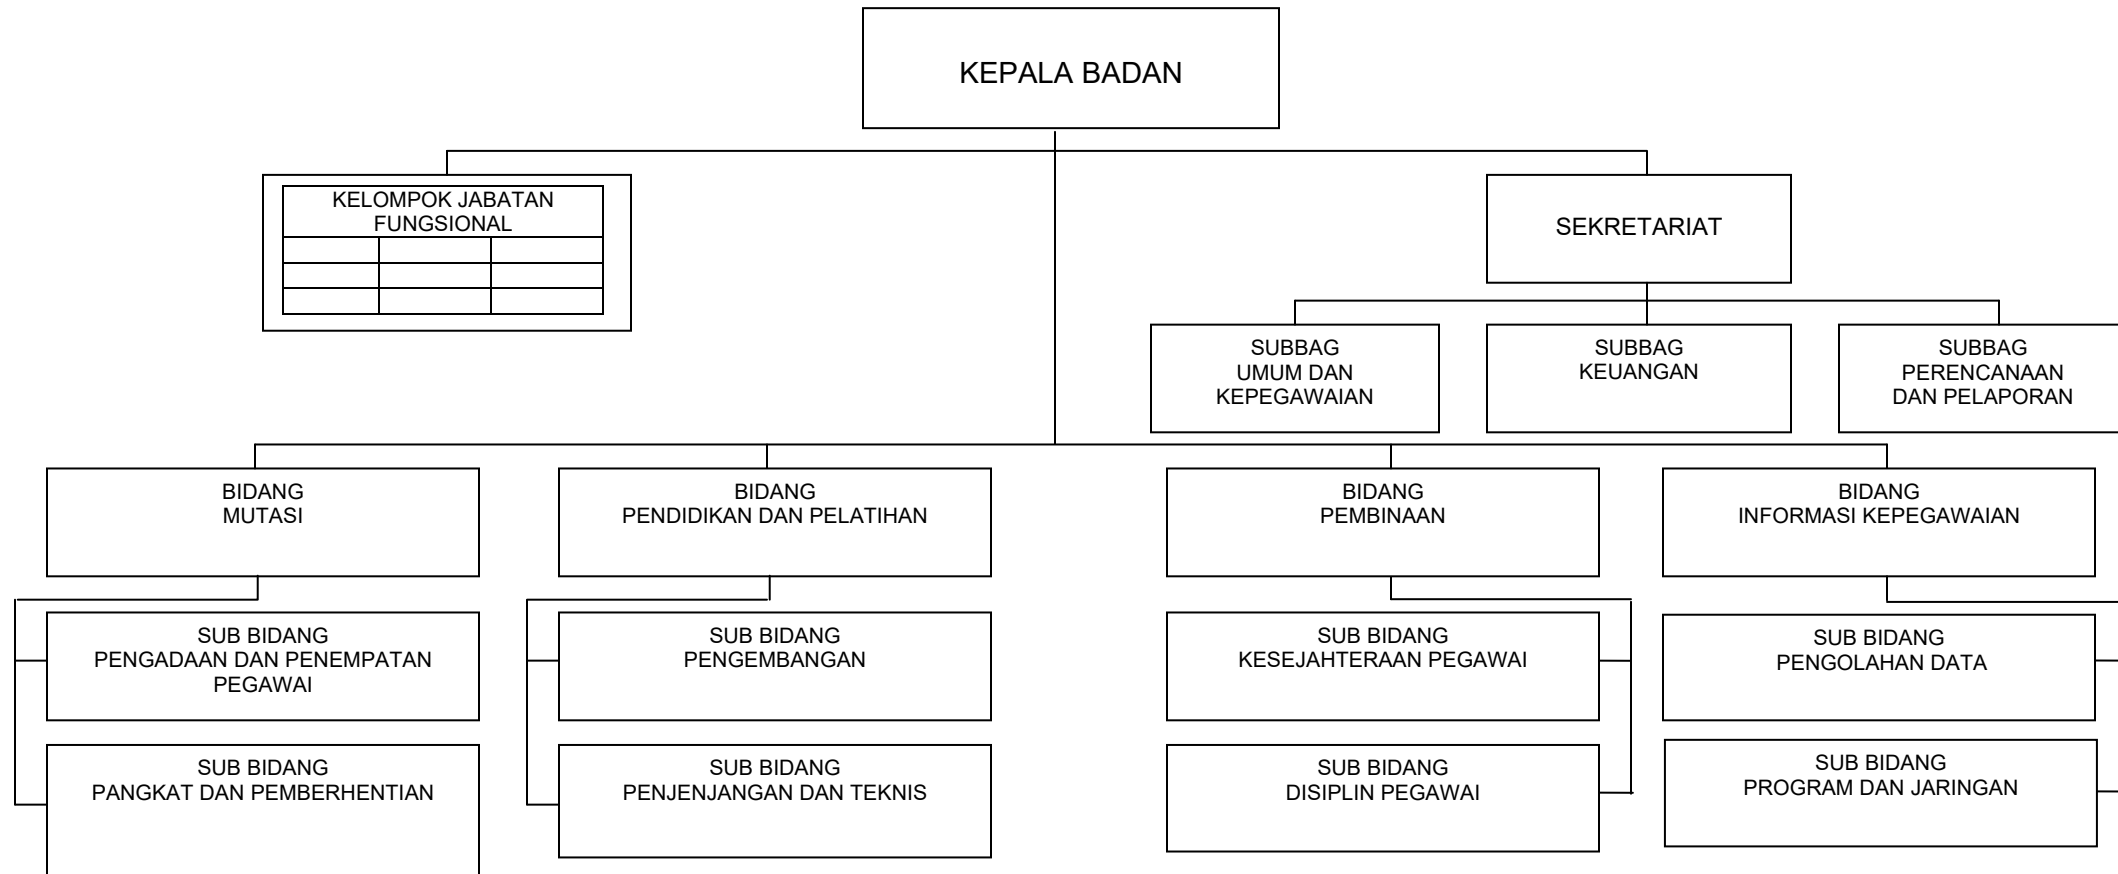 KEPALA BADAN
KELOMPOK JABATAN
FUNGSIONAL
SEKRETARIAT
SUBBAG
UMUM DAN
KEPEGAWAIAN
SUBBAG
KEUANGAN
SUBBAG
PERENCANAAN
DAN PELAPORAN
BIDANG
MUTASI
BIDANG
PENDIDIKAN DAN PELATIHAN
BIDANG
PEMBINAAN
BIDANG
INFORMASI KEPEGAWAIAN
SUB BIDANG
PENGADAAN DAN PENEMPATAN
PEGAWAI
SUB BIDANG
PENGEMBANGAN
SUB BIDANG
KESEJAHTERAAN PEGAWAI
SUB BIDANG
PENGOLAHAN DATA
SUB BIDANG
PANGKAT DAN PEMBERHENTIAN
SUB BIDANG
PENJENJANGAN DAN TEKNIS
SUB BIDANG
DISIPLIN PEGAWAI
SUB BIDANG
PROGRAM DAN JARINGAN